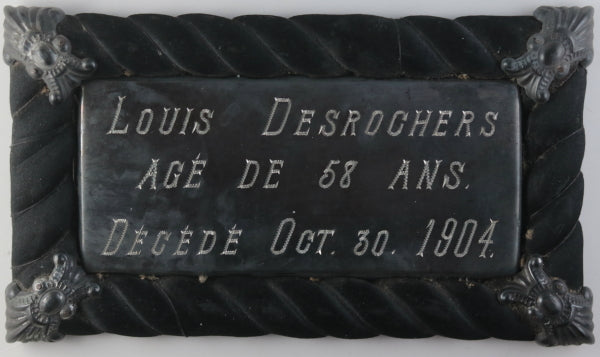 LOUIS DESROCHERS
AGÉ DE 58 ANS.
DÉCÉDÉ OCT. 30. 1904.